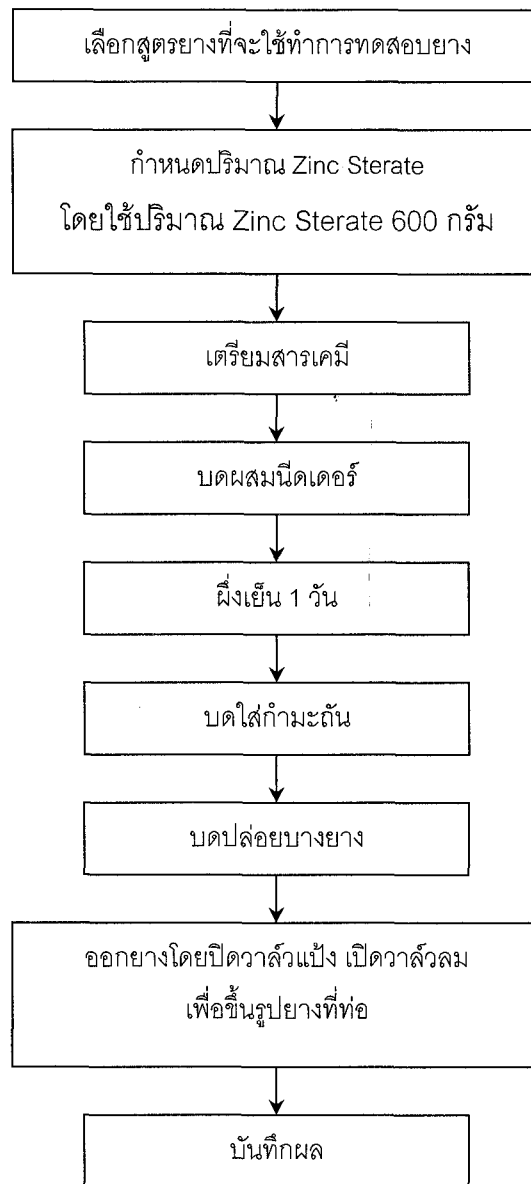 เลือกสูตรยางที่จะใช้ทำการทดสอบยาง
กำหนดปริมาณ Zinc Sterate
โดยใช้ปริมาณ Zinc Sterate 600 กรัม
เตรียมสารเคมี
บดผสมนีดเดอร์
ผึ่งเย็น 1 วัน
บดใส่กำมะถัน
บดปล่อยบางยาง
ออกยางโดยปิดวาล์วแป้ง เปิดวาล์วลม
เพื่อขึ้นรูปยางที่ท่อ
บันทึกผล